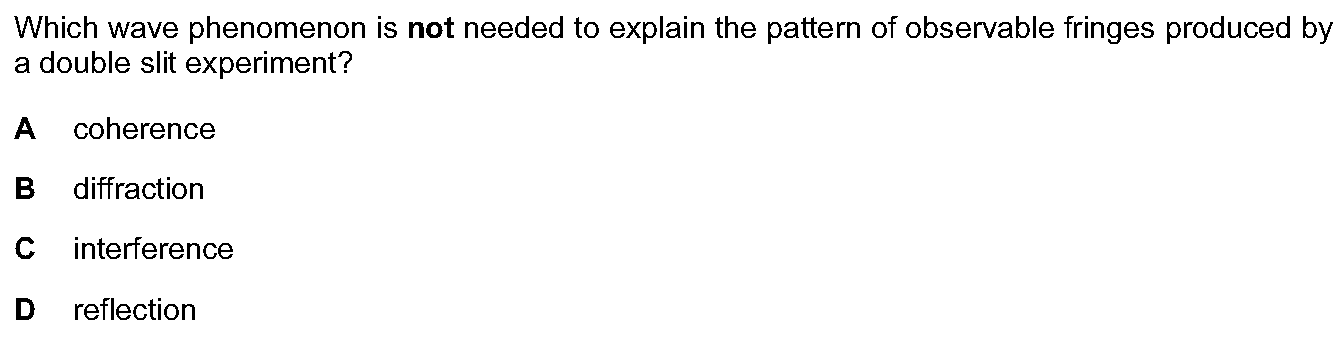 Which wave phenomenon is not needed to explain the pattern of observable fringes produced by
a double slit experiment?
A coherence
B diffraction
C interference
D reflection